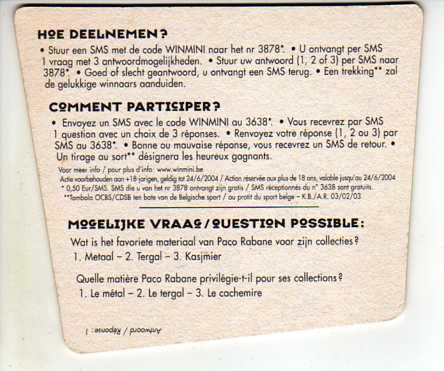 HOE DEELNEMEN?
• Stuur een SMS met de code WINMINI naar het nr 3878*. • U ontvangt per SMS
1 vraag met 3 antwoordmogelijkheden. • Stuur uw antwoord (1, 2 of 3) per SMS naar
3878*. • Goed of slecht geantwoord, u ontvangt een SMS terug. • Een trekking** zal
de gelukkige winnaars aanduiden.
COMMENT PARTICIPER?
• Envoyez un SMS avec le code WINMINI au 3638*. • Vous recevrez par SMS
1 question avec un choix de 3 réponses. • Renvoyez votre réponse (1, 2 ou 3) par
SMS au 3638*. • Bonne ou mauvaise réponse, vous recevrez un SMS de retour. •
Un tirage au sort** désignera les heureux gagnants.
Voor meer info / pour plus d'info: www.winmini.be
Actie voorbehouden aan +18-jarigen, geldig tot 24/6/2004 / Action réservée aux plus de 18 ans, valable jusqu'au 24/6/2004
* 0,50 Eur/SMS. SMS die u van het nr 3878 ontvangt zijn gratis / SMS réceptionnés du n° 3638 sont gratuits.
**Tombola OCBS/CDSB ten bate van de Belgische sport / au profit du sport belge – K.B./A.R. 03/02/03
MOGELIJKE VRAAG/QUESTION POSSIBLE:
Wat is het favoriete materiaal van Paco Rabane voor zijn collecties?
1. Metaal – 2. Tergal – 3. Kasjmier
Quelle matière Paco Rabane privilégie-t-il pour ses collections?
1. Le métal – 2. Le tergal – 3. Le cachemire
Antwoord / Réponse: 1